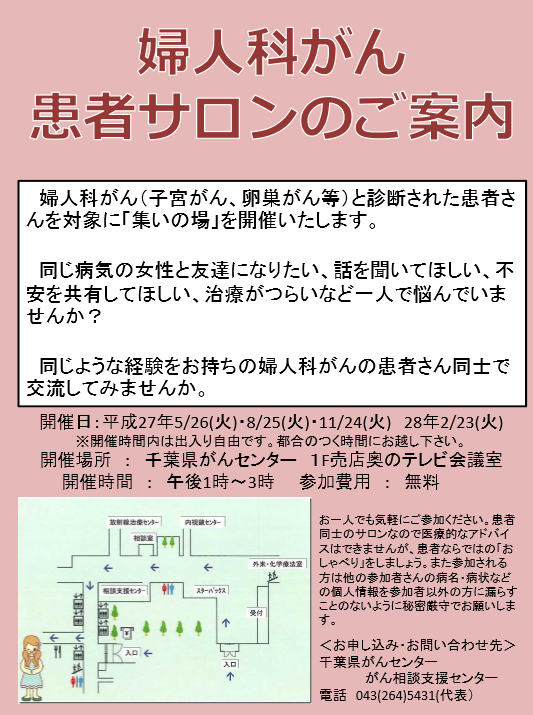 婦人科がん
患者サロンのご案内
婦人科がん(子宮がん、卵巣がん等)と診断された患者さ
んを対象に「集いの場」を開催いたします。
同じ病気の女性と友達になりたい、話を聞いてほしい、不
安を共有してほしい、治療がつらいなど一人で悩んでいま
せんか?
同じような経験をお持ちの婦人科がんの患者さん同士で
交流してみませんか。
開催日:平成27年5/26(火)・8/25(火)・11/24(火) 28年2/23(火)
※開催時間内は出入り自由です。都合のつく時間にお越し下さい。
開催場所 : 千葉県がんセンター 1F売店奥のテレビ会議室
開催時間 : 午後1時~3時 参加費用 : 無料
放射線治療センター
内視鏡センター
相談室
外来・化学療法室
相談支援センター
スターバックス
受付
入口
入口
お一人でも気軽にご参加ください。患者
同士のサロンなので医療的なアドバイ
スはできませんが、患者ならではの「お
しゃべり」をしましょう。また参加される
方は他の参加者さんの病名・病状など
の個人情報を参加者以外の方に漏らす
ことのないように秘密厳守でお願いしま
す。
<お申し込み・お問い合わせ先>
千葉県がんセンター
がん相談支援センター
電話 043(264)5431(代表)